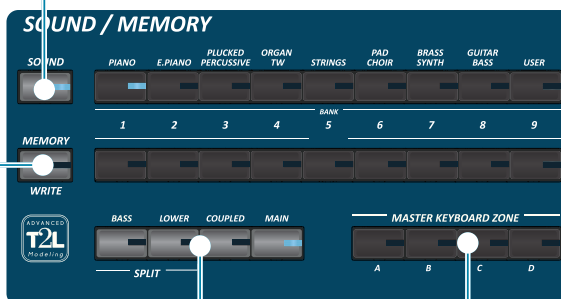 SOUND / MEMORY
SOUND
PIANO E.PIANO PLUCKED PERCUSSIVE ORGAN TW STRINGS PAD CHOIR BRASS SYNTH GUITAR BASS USER
BANK
1 2 3 4 5 6 7 8 9
MEMORY
WRITE
ADVANCED
T2L
Modeling
BASS LOWER COUPLED MAIN
SPLIT
MASTER KEYBOARD ZONE
A B C D